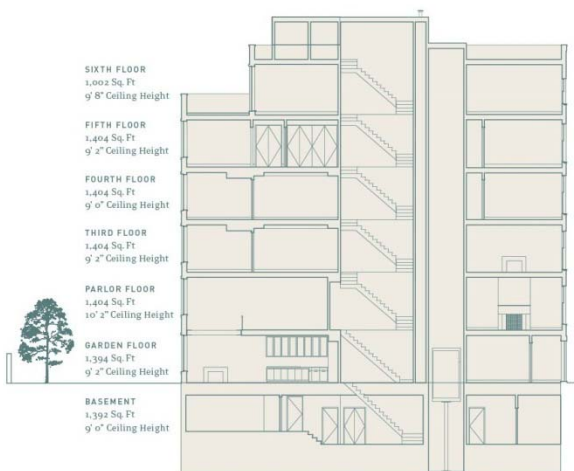 SIXTH FLOOR
1,002 Sq. Ft
9' 8" Ceiling Height
FIFTH FLOOR
1,404 Sq. Ft
9' 2" Ceiling Height
FOURTH FLOOR
1,404 Sq. Ft
9' 0" Ceiling Height
THIRD FLOOR
1,404 Sq. Ft
9' 2" Ceiling Height
PARLOR FLOOR
1,404 Sq. Ft
10' 2" Ceiling Height
GARDEN FLOOR
1,394 Sq. Ft
9' 2" Ceiling Height
BASEMENT
1,392 Sq. Ft
9' 0" Ceiling Height